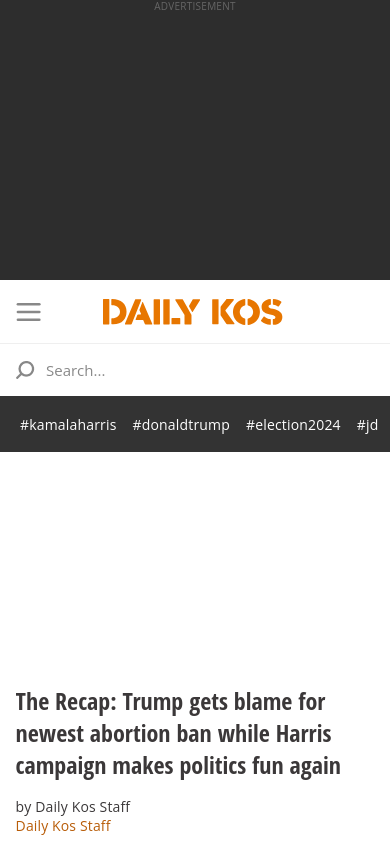 ADVERTISEMENT
DAILY KOS
Search...
#kamalaharris #donaldtrump #election2024 #jd
The Recap: Trump gets blame for
newest abortion ban while Harris
campaign makes politics fun again
by Daily Kos Staff
Daily Kos Staff